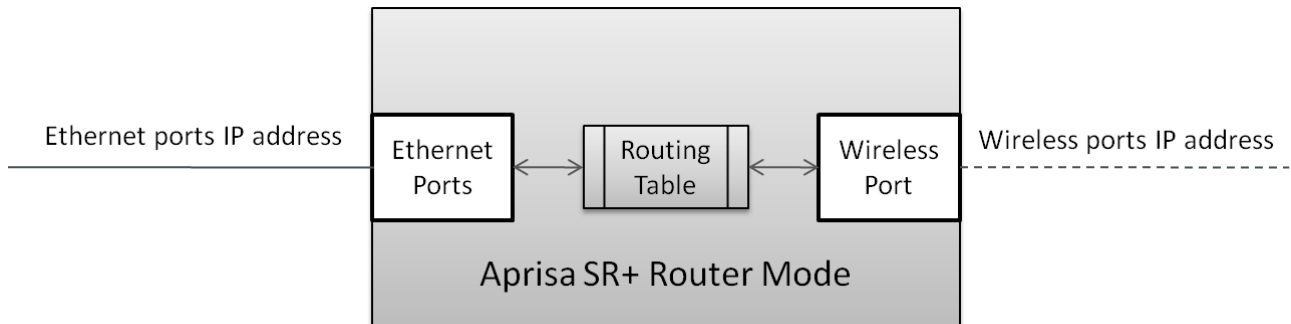 Ethernet ports IP address
Ethernet
Ports
Routing
Table
Wireless
Port
Wireless ports IP address
Aprisa SR+ Router Mode